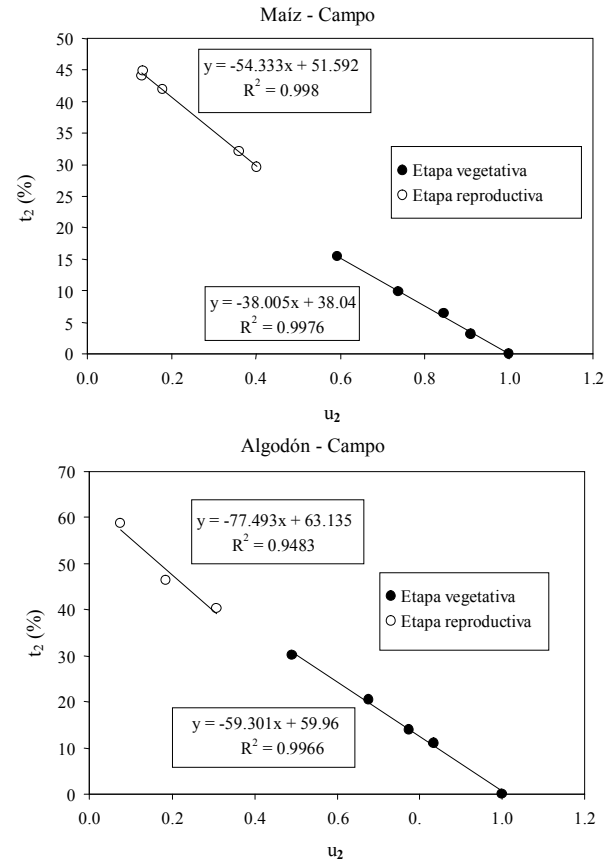 Maíz - Campo
50
45
40
35
30
25
20
15
10
5
0
t₂ (%)
y = -54.333x + 51.592
R² = 0.998
Etapa vegetativa
Etapa reproductiva
y = -38.005x + 38.04
R² = 0.9976
0.0 0.2 0.4 0.6 0.8 1.0 1.2
u₂
Algodón - Campo
70
60
50
40
30
20
10
0
t₂ (%)
y = -77.493x + 63.135
R² = 0.9483
Etapa vegetativa
Etapa reproductiva
y = -59.301x + 59.96
R² = 0.9966
0.0 0.2 0.4 0.6 0. 1.0 1.2
u₂